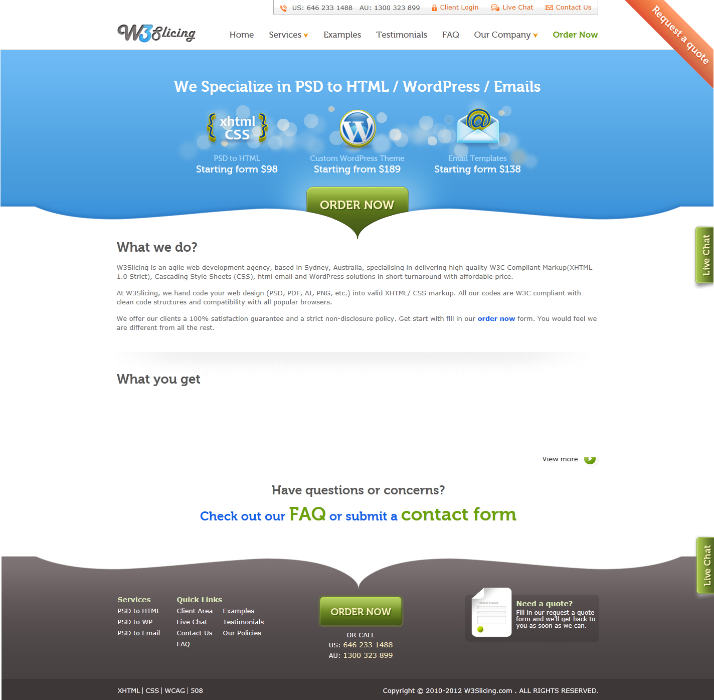 US: 646 233 1488 AU: 1300 323 899 Client Login Live Chat Contact Us
Request a quote
W3Slicing
Home Services Examples Testimonials FAQ Our Company Order Now
We Specialize in PSD to HTML / WordPress / Emails
{ xhtml CSS }
W
@
PSD to HTML Custom WordPress Theme Email Templates
Starting form $98 Starting from $189 Starting form $138
ORDER NOW
Live Chat
What we do?
W3Slicing is an agile web development agency, based in Sydney, Australia, specialising in delivering high quality W3C Compliant Markup(XHTML
1.0 Strict), Cascading Style Sheets (CSS), html email and WordPress solutions in short turnaround with affordable price.
At W3Slicing, we hand code your web design (PSD, PDF, AI, PNG, etc.) into valid XHTML/ CSS markup. All our codes are W3C compliant with
clean code structures and compatibility with all popular browsers.
We offer our clients a 100% satisfaction guarantee and a strict non-disclosure policy. Get start with fill in our order now form. You would feel we
are different from all the rest.
What you get
View more
Have questions or concerns?
Check out our FAQ or submit a contact form
Live Chat
Services Quick Links
PSD to HTML Client Area Examples
PSD to WP Live Chat Testimonials
PSD to Email Contact Us Our Policies
FAQ
ORDER NOW
OR CALL
US: 646 233 1488
AU: 1300 323 899
Need a quote?
Fill in our request a quote
form and we'll get back to
you as soon as we can.
XHTML | CSS | WCAG | 508 Copyright © 2010-2012 W3Slicing.com . ALL RIGHTS RESERVED.